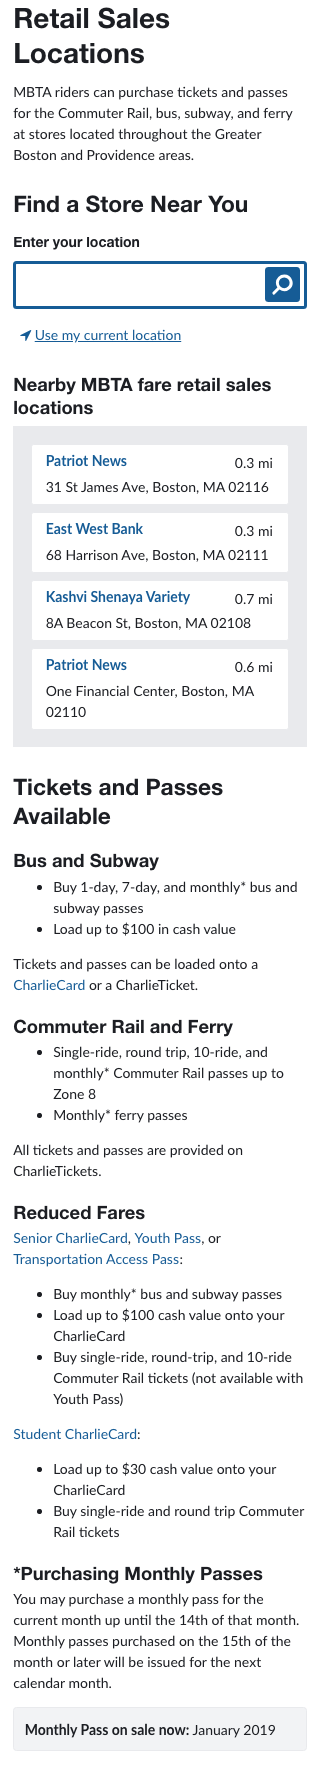 Retail Sales
Locations
MBTA riders can purchase tickets and passes
for the Commuter Rail, bus, subway, and ferry
at stores located throughout the Greater
Boston and Providence areas.
Find a Store Near You
Enter your location
Use my current location
Nearby MBTA fare retail sales
locations
Patriot News 0.3 mi
31 St James Ave, Boston, MA 02116
East West Bank 0.3 mi
68 Harrison Ave, Boston, MA 02111
Kashvi Shenaya Variety 0.7 mi
8A Beacon St, Boston, MA 02108
Patriot News 0.6 mi
One Financial Center, Boston, MA
02110
Tickets and Passes
Available
Bus and Subway
• Buy 1-day, 7-day, and monthly* bus and
subway passes
• Load up to $100 in cash value
Tickets and passes can be loaded onto a
CharlieCard or a CharlieTicket.
Commuter Rail and Ferry
• Single-ride, round trip, 10-ride, and
monthly* Commuter Rail passes up to
Zone 8
• Monthly* ferry passes
All tickets and passes are provided on
CharlieTickets.
Reduced Fares
Senior CharlieCard, Youth Pass, or
Transportation Access Pass:
• Buy monthly* bus and subway passes
• Load up to $100 cash value onto your
CharlieCard
• Buy single-ride, round-trip, and 10-ride
Commuter Rail tickets (not available with
Youth Pass)
Student CharlieCard:
• Load up to $30 cash value onto your
CharlieCard
• Buy single-ride and round trip Commuter
Rail tickets
*Purchasing Monthly Passes
You may purchase a monthly pass for the
current month up until the 14th of that month.
Monthly passes purchased on the 15th of the
month or later will be issued for the next
calendar month.
Monthly Pass on sale now: January 2019